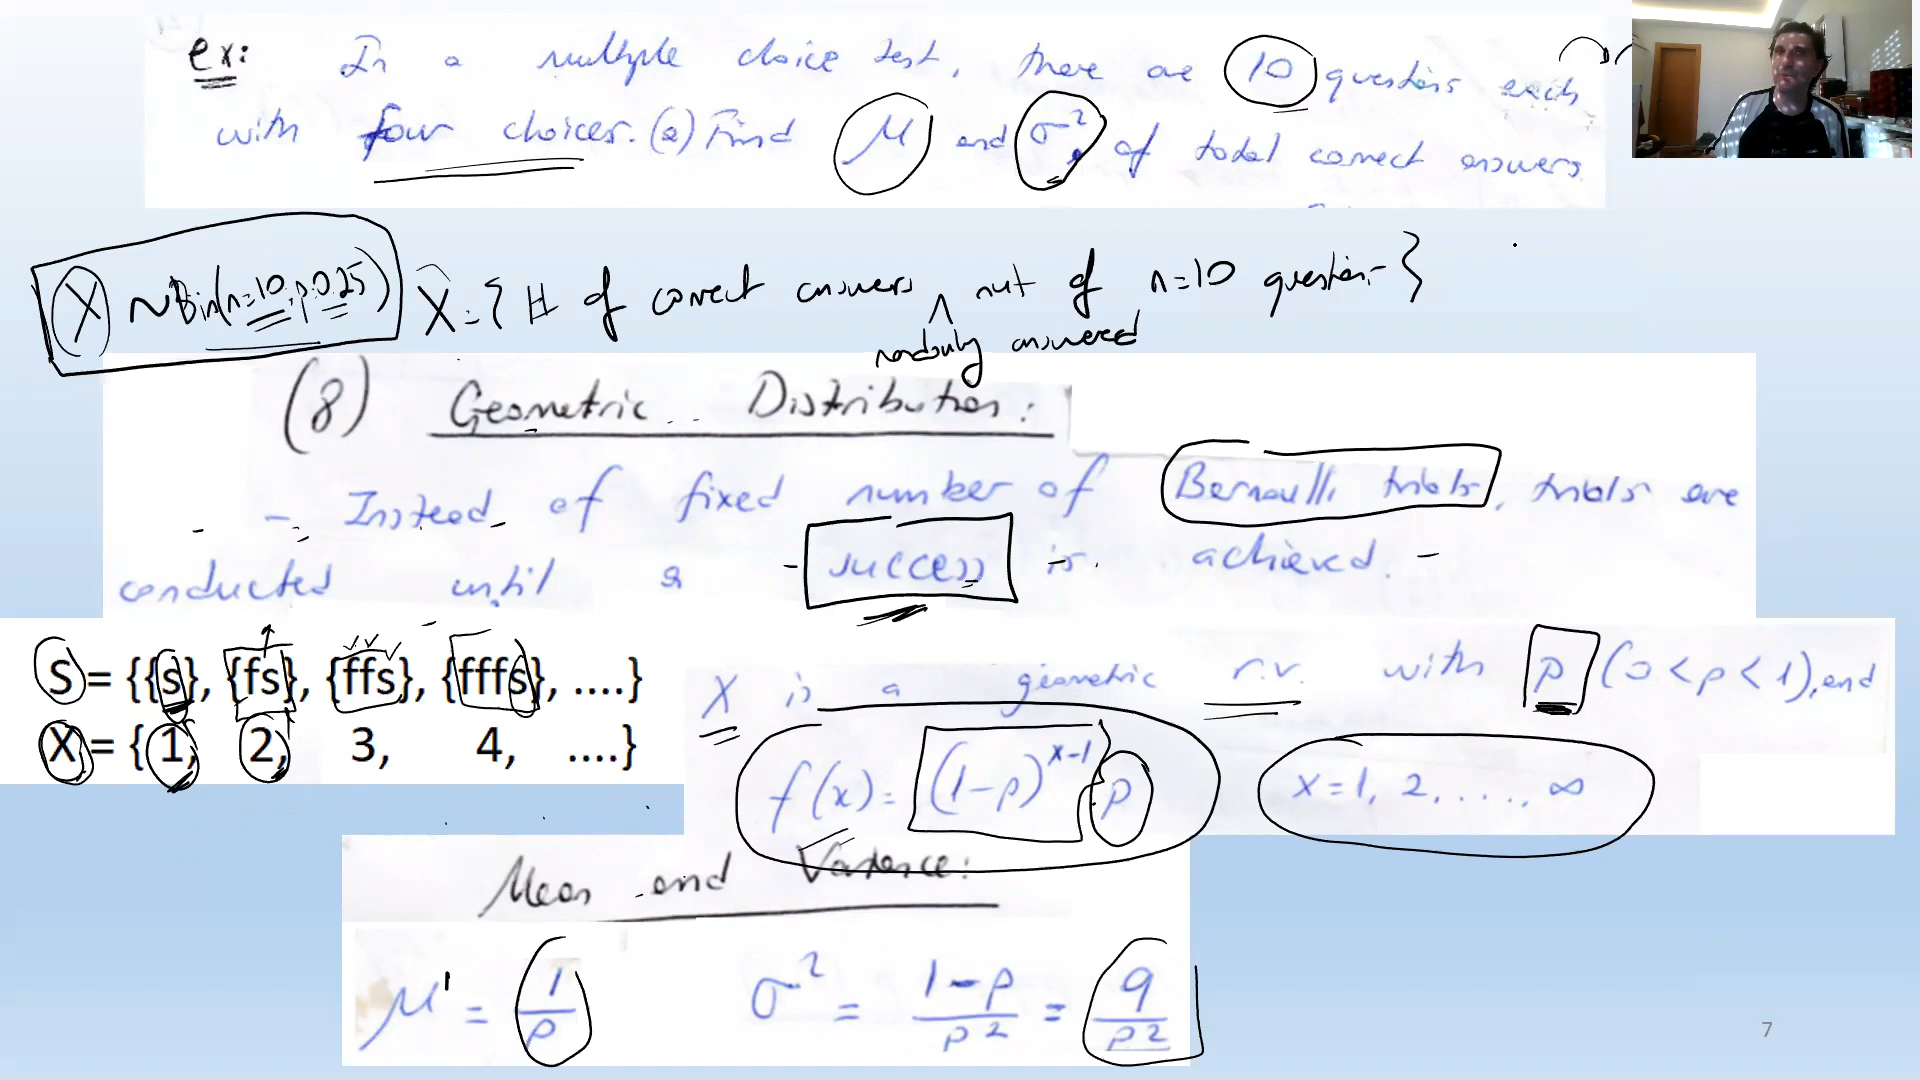 ex: In a multiple choice test, there are 10 questions each
with four choices. (a) Find μ and σ² of total correct answers
X ~ Bin(n=10, p=0.25) X = { # of correct answers out of n=10 question }
randomly answered
(8) Geometric Distribution:
- Instead of fixed number of Bernoulli trials, trials are
conducted until a success is achieved.
S = {{s}, {fs}, {ffs}, {fffs}, ....}
X = { 1, 2, 3, 4, ....}
X is a geometric r.v. with p (0<p<1), and
f(x) = (1-p)^{x-1} p x = 1, 2, ...., ∞
Mean and Variance:
μ = 1/p σ² = 1-p/p² = q/p²
7